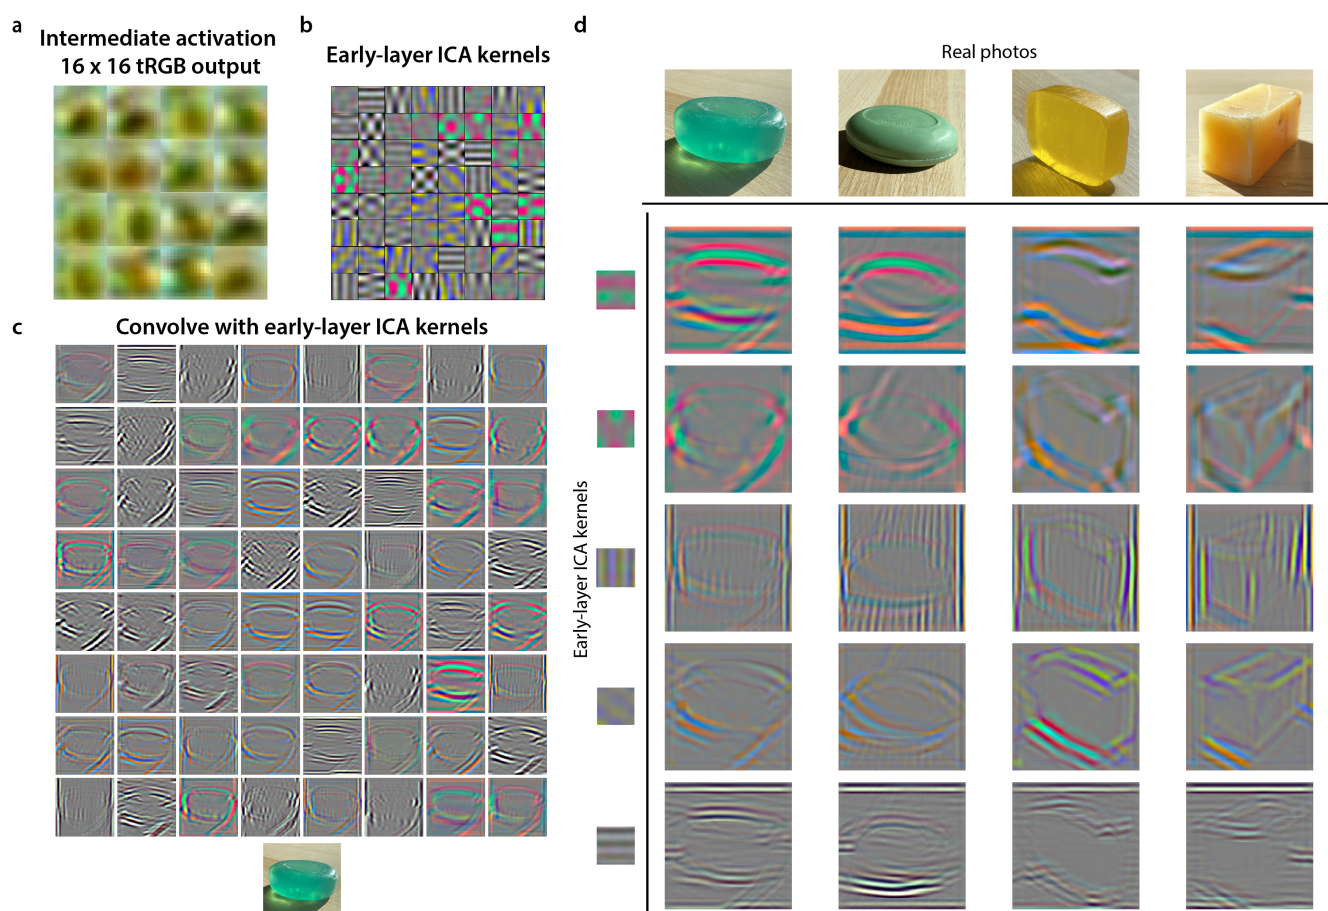 a
Intermediate activation
16 x 16 tRGB output
b
Early-layer ICA kernels
c
Convolve with early-layer ICA kernels
d
Real photos
Early-layer ICA kernels